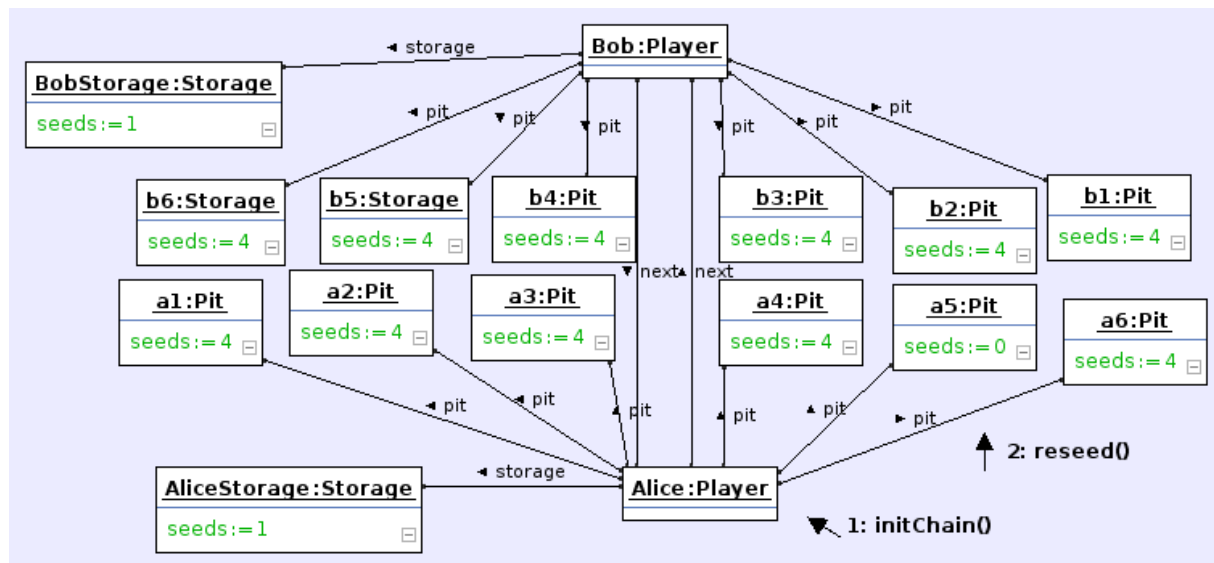 Bob:Player
◄ storage
BobStorage:Storage
seeds:=1
◄ pit
▼ pit
▼ pit
▼ pit
► pit
► pit
b6:Storage
seeds:=4
b5:Storage
seeds:=4
b4:Pit
seeds:=4
b3:Pit
seeds:=4
b2:Pit
seeds:=4
b1:Pit
seeds:=4
▼ next
▲ next
a1:Pit
seeds:=4
a2:Pit
seeds:=4
a3:Pit
seeds:=4
a4:Pit
seeds:=4
a5:Pit
seeds:=0
a6:Pit
seeds:=4
◄ pit
◄ pit
▲ pit
▲ pit
▲ pit
► pit
2: reseed()
◄ storage
AliceStorage:Storage
seeds:=1
Alice:Player
1: initChain()